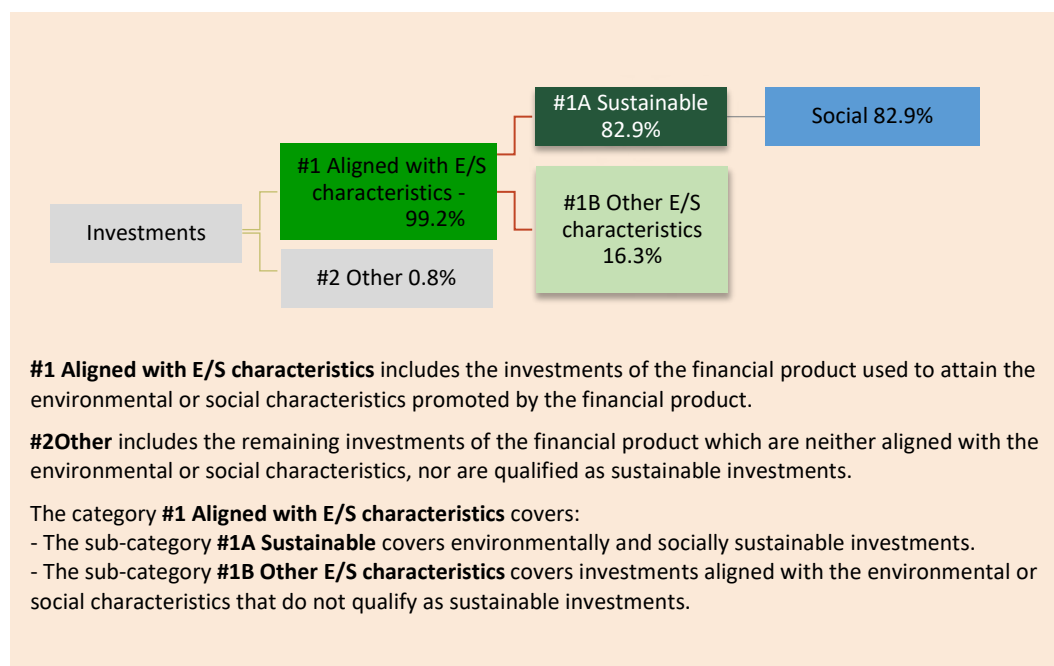 #1A Sustainable
82.9%
Social 82.9%
#1 Aligned with E/S
characteristics -
99.2%
#1B Other E/S
characteristics
16.3%
Investments
#2 Other 0.8%
#1 Aligned with E/S characteristics includes the investments of the financial product used to attain the
environmental or social characteristics promoted by the financial product.
#2Other includes the remaining investments of the financial product which are neither aligned with the
environmental or social characteristics, nor are qualified as sustainable investments.
The category #1 Aligned with E/S characteristics covers:
- The sub-category #1A Sustainable covers environmentally and socially sustainable investments.
- The sub-category #1B Other E/S characteristics covers investments aligned with the environmental or
social characteristics that do not qualify as sustainable investments.